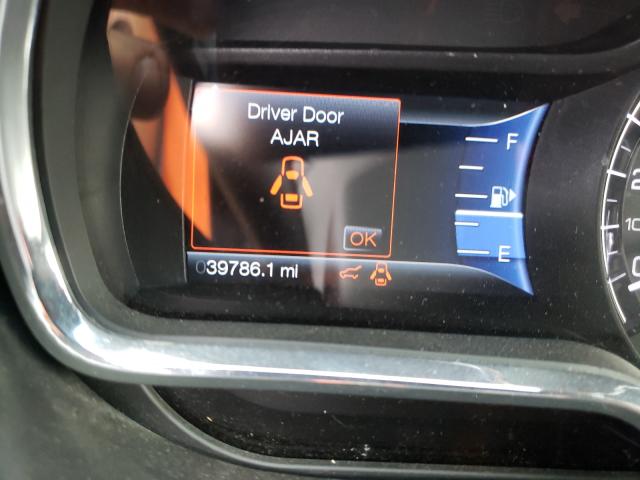 Driver Door
AJAR
OK
F
E
039786.1 mi